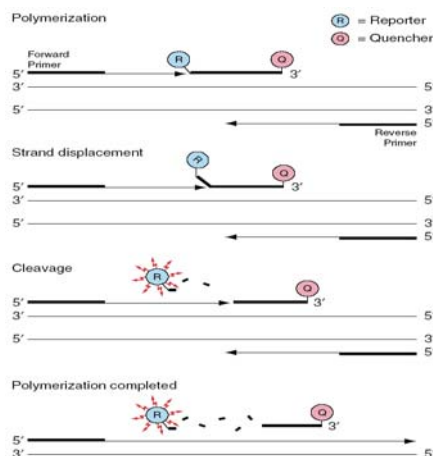 Polymerization
R = Reporter
Q = Quencher
Forward
Primer
R
Q
5′ 3′
3′ 5′
5′ 3′
5′
Reverse
Primer
Strand displacement
R
Q
5′ 3′
3′ 5′
5′ 3′
5′
Cleavage
R
Q
5′ 3′
3′ 5′
5′ 3′
5′
Polymerization completed
R
Q
3′
5′
3′ 5′